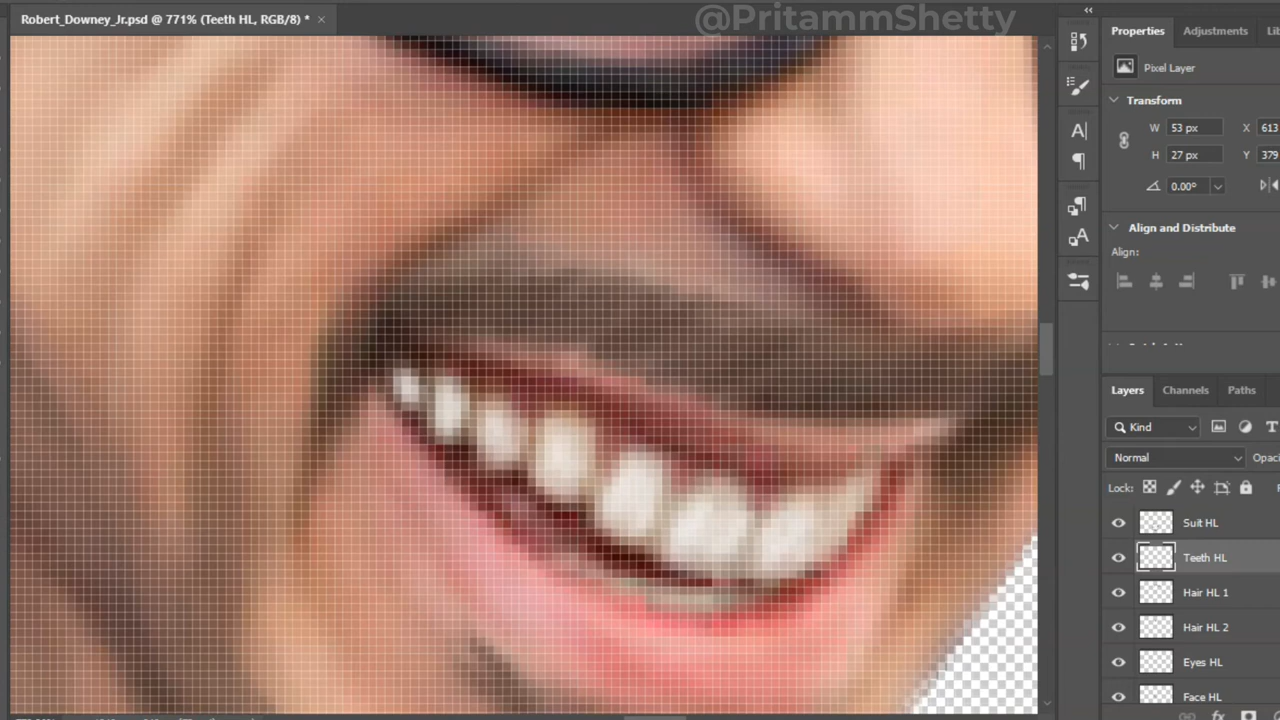 Robert_Downey_Jr.psd @ 771% (Teeth HL, RGB/8) *
@PritammShetty
Properties
Adjustments
Pixel Layer
Transform
W 53 px X 613
H 27 px Y 379
0.00°
Align and Distribute
Align:
Layers Channels Paths
Kind
Normal
Lock:
Suit HL
Teeth HL
Hair HL 1
Hair HL 2
Eyes HL
Face HL